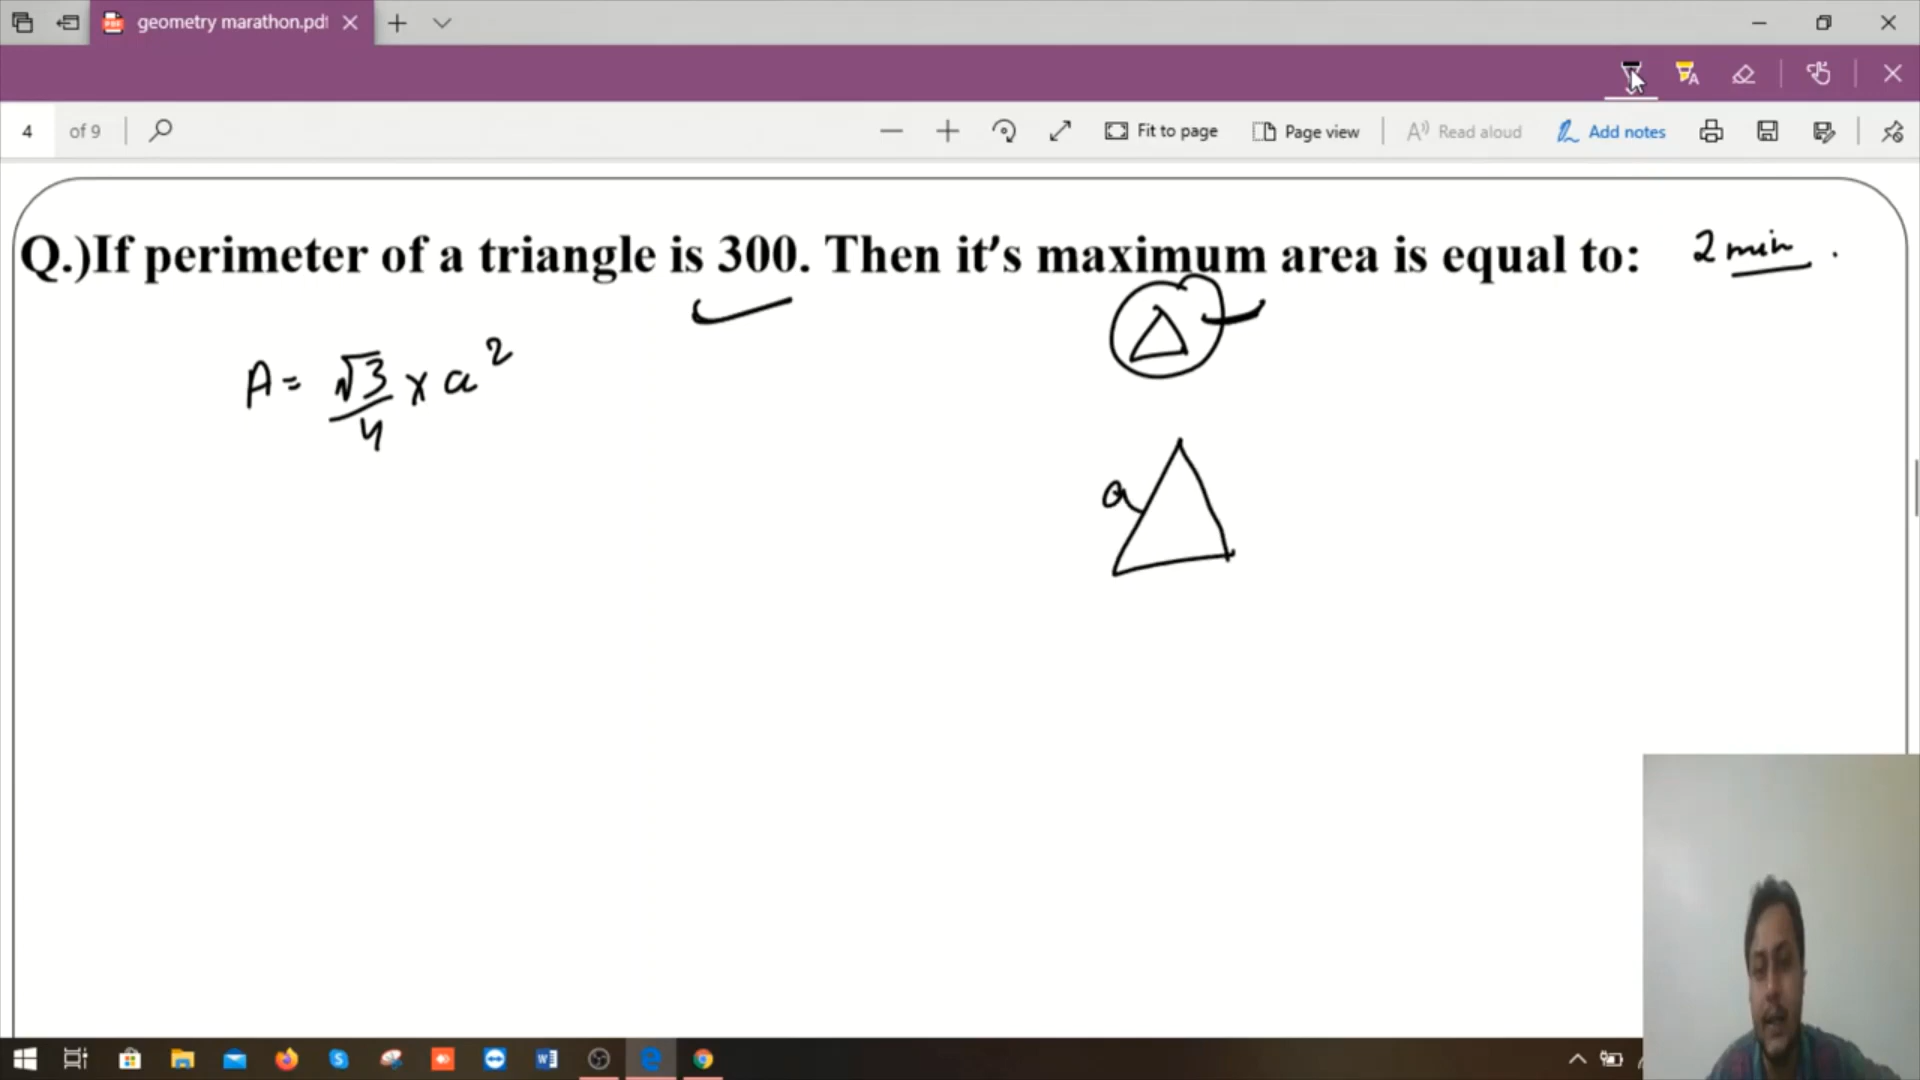 geometry marathon.pdf
4 of 9
Fit to page
Page view
Read aloud
Add notes
Q.)If perimeter of a triangle is 300. Then it's maximum area is equal to: 2 min.
A = √3/4 × a²
a